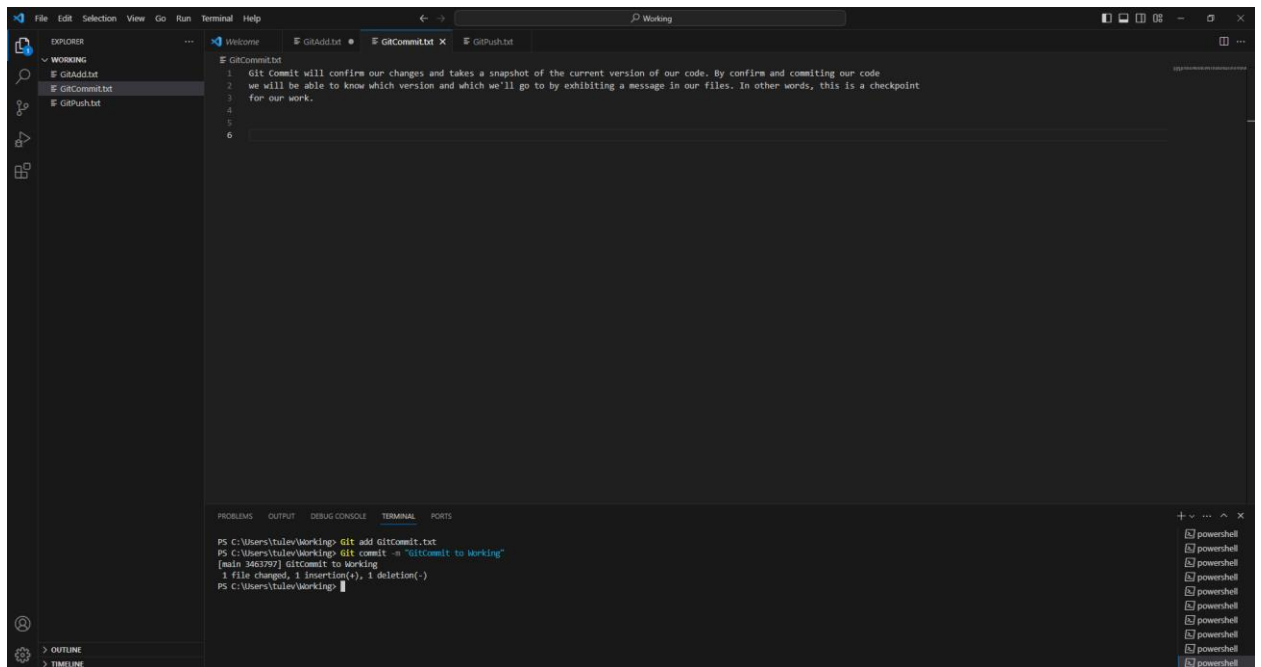 File Edit Selection View Go Run Terminal Help
Working
EXPLORER
Welcome
GitAdd.txt
GitCommit.txt
GitPush.txt
WORKING
GitAdd.txt
GitCommit.txt
GitPush.txt
GitCommit.txt
1 Git Commit will confirm our changes and takes a snapshot of the current version of our code. By confirm and commiting our code
2 we will be able to know which version and which we'll go to by exhibiting a message in our files. In other words, this is a checkpoint
3 for our work.
4
5
6
PROBLEMS OUTPUT DEBUG CONSOLE TERMINAL PORTS
PS C:\Users\tulev\Working> Git add GitCommit.txt
PS C:\Users\tulev\Working> Git commit -m "GitCommit to Working"
[main 3463797] GitCommit to Working
1 file changed, 1 insertion(+), 1 deletion(-)
PS C:\Users\tulev\Working>
powershell
powershell
powershell
powershell
powershell
powershell
powershell
powershell
powershell
powershell
OUTLINE
TIMELINE